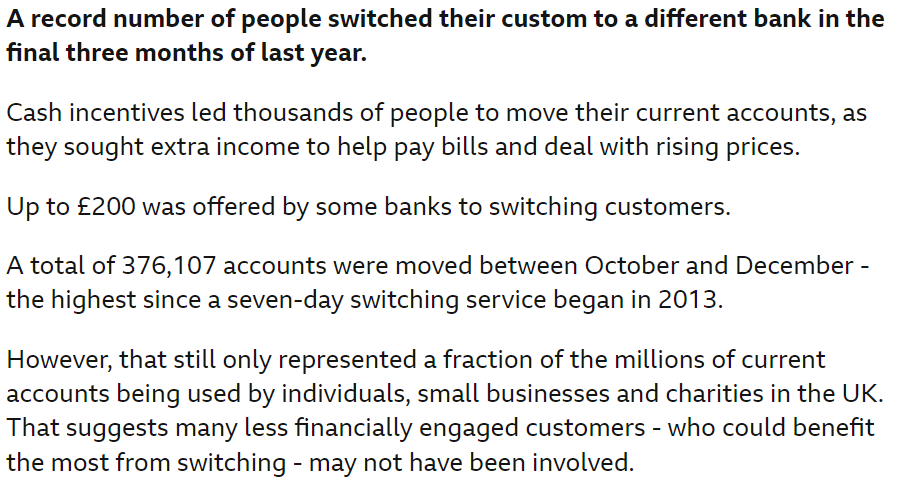 A record number of people switched their custom to a different bank in the
final three months of last year.
Cash incentives led thousands of people to move their current accounts, as
they sought extra income to help pay bills and deal with rising prices.
Up to £200 was offered by some banks to switching customers.
A total of 376,107 accounts were moved between October and December -
the highest since a seven-day switching service began in 2013.
However, that still only represented a fraction of the millions of current
accounts being used by individuals, small businesses and charities in the UK.
That suggests many less financially engaged customers - who could benefit
the most from switching - may not have been involved.